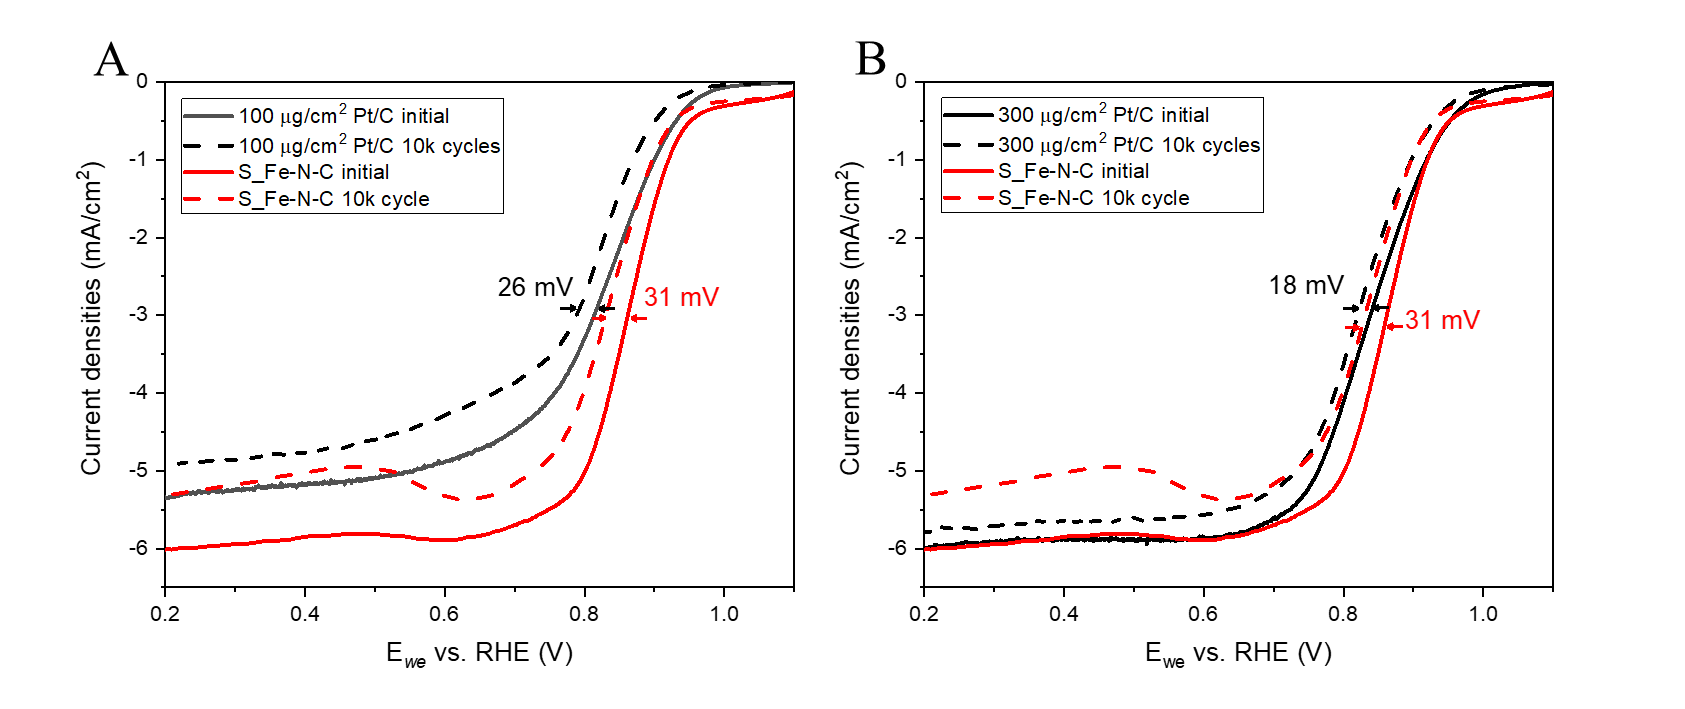 A
0
-1
-2
-3
-4
-5
-6
0.2
0.4
0.6
0.8
1.0
Current densities (mA/cm²)
E_we vs. RHE (V)
100 μg/cm² Pt/C initial
100 μg/cm² Pt/C 10k cycles
S_Fe-N-C initial
S_Fe-N-C 10k cycle
26 mV
31 mV
B
0
-1
-2
-3
-4
-5
-6
0.2
0.4
0.6
0.8
1.0
Current densities (mA/cm²)
E_we vs. RHE (V)
300 μg/cm² Pt/C initial
300 μg/cm² Pt/C 10k cycles
S_Fe-N-C initial
S_Fe-N-C 10k cycle
18 mV
31 mV